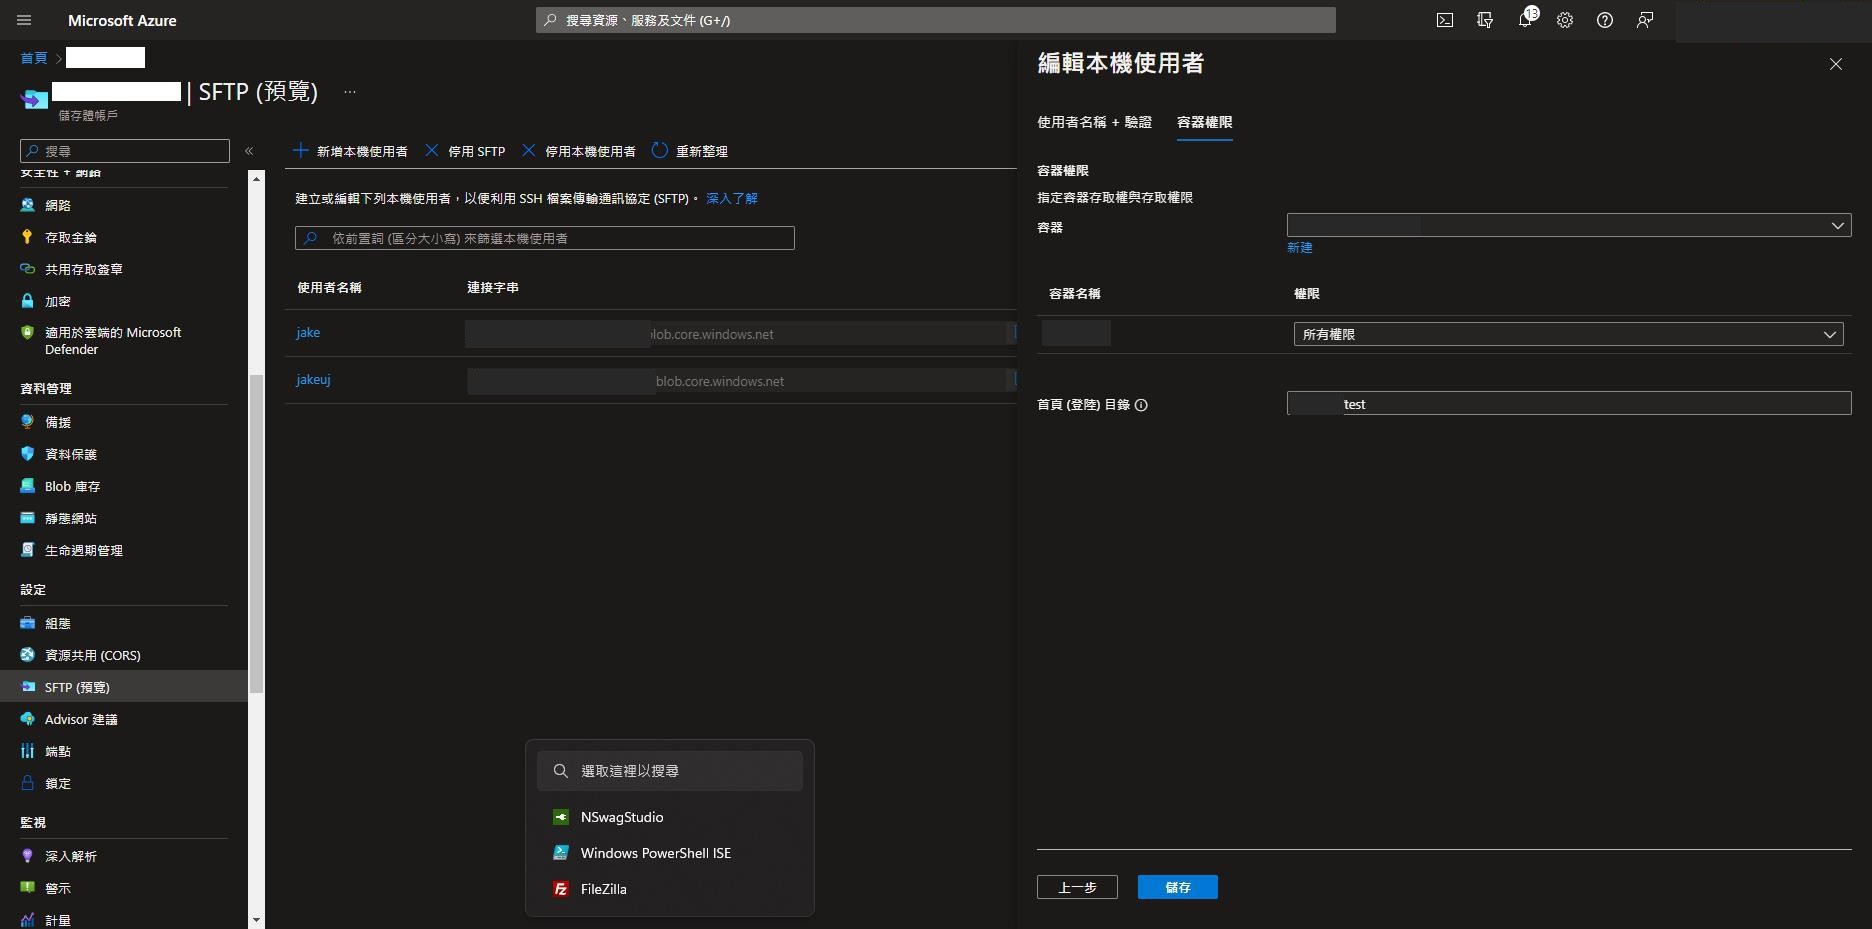 Microsoft Azure
搜尋資源、服務及文件 (G+/)
13
首頁 >
| SFTP (預覽) ...
儲存體帳戶
搜尋
«
安全性 + 網路
網路
存取金鑰
共用存取簽章
加密
適用於雲端的 Microsoft
Defender
資料管理
備援
資料保護
Blob 庫存
靜態網站
生命週期管理
設定
組態
資源共用 (CORS)
SFTP (預覽)
Advisor 建議
端點
鎖定
監視
深入解析
警示
計量
新增本機使用者
停用 SFTP
停用本機使用者
重新整理
建立或編輯下列本機使用者，以便利用 SSH 檔案傳輸通訊協定 (SFTP)。 深入了解
依前置詞 (區分大小寫) 來篩選本機使用者
使用者名稱 連接字串
jake blob.core.windows.net
jakeuj blob.core.windows.net
選取這裡以搜尋
NSwagStudio
Windows PowerShell ISE
FileZilla
編輯本機使用者
使用者名稱 + 驗證 容器權限
容器權限
指定容器存取權與存取權限
容器
新建
容器名稱 權限
所有權限
首頁 (登陸) 目錄 test
上一步 儲存